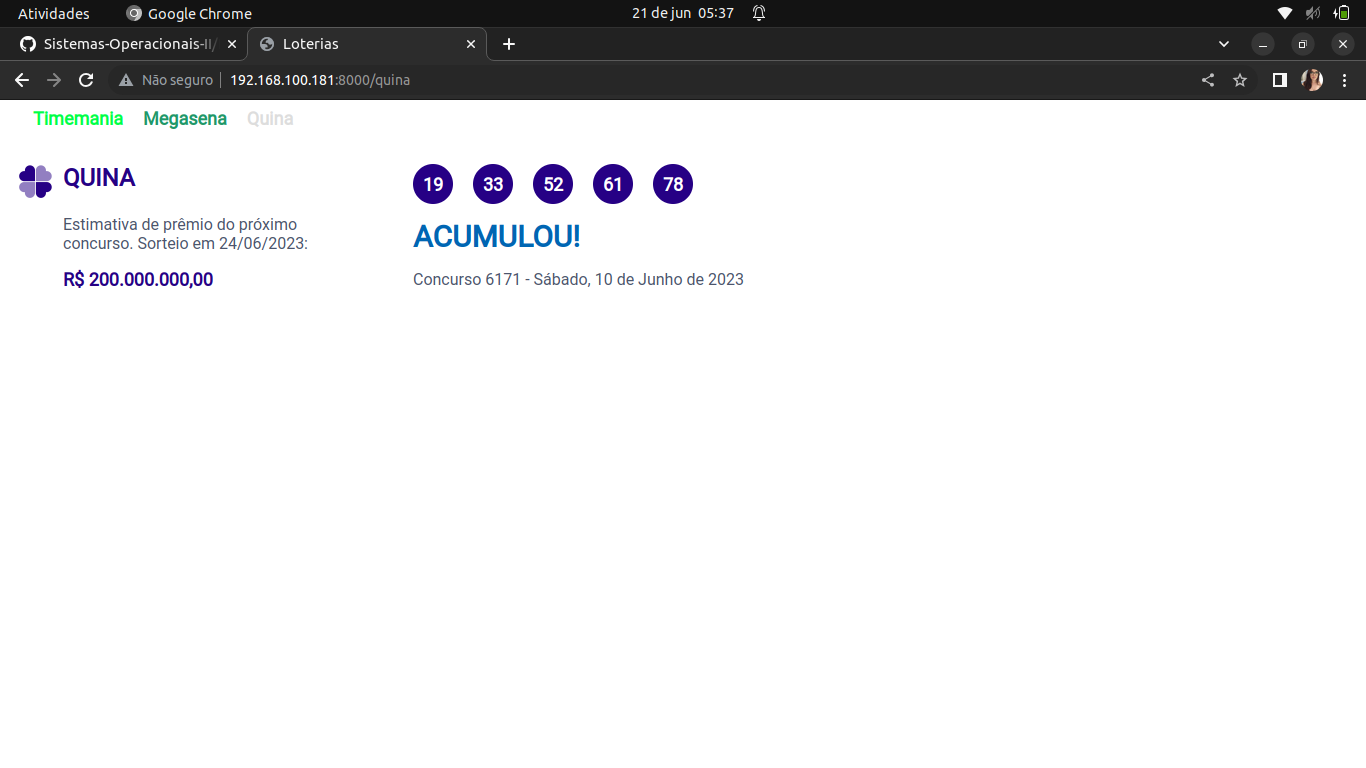 Atividades
Google Chrome
21 de jun 05:37
Sistemas-Operacionais-II/
Loterias
Não seguro
192.168.100.181:8000/quina
Timemania Megasena Quina
QUINA
Estimativa de prêmio do próximo
concurso. Sorteio em 24/06/2023:
R$ 200.000.000,00
19 33 52 61 78
ACUMULOU!
Concurso 6171 - Sábado, 10 de Junho de 2023